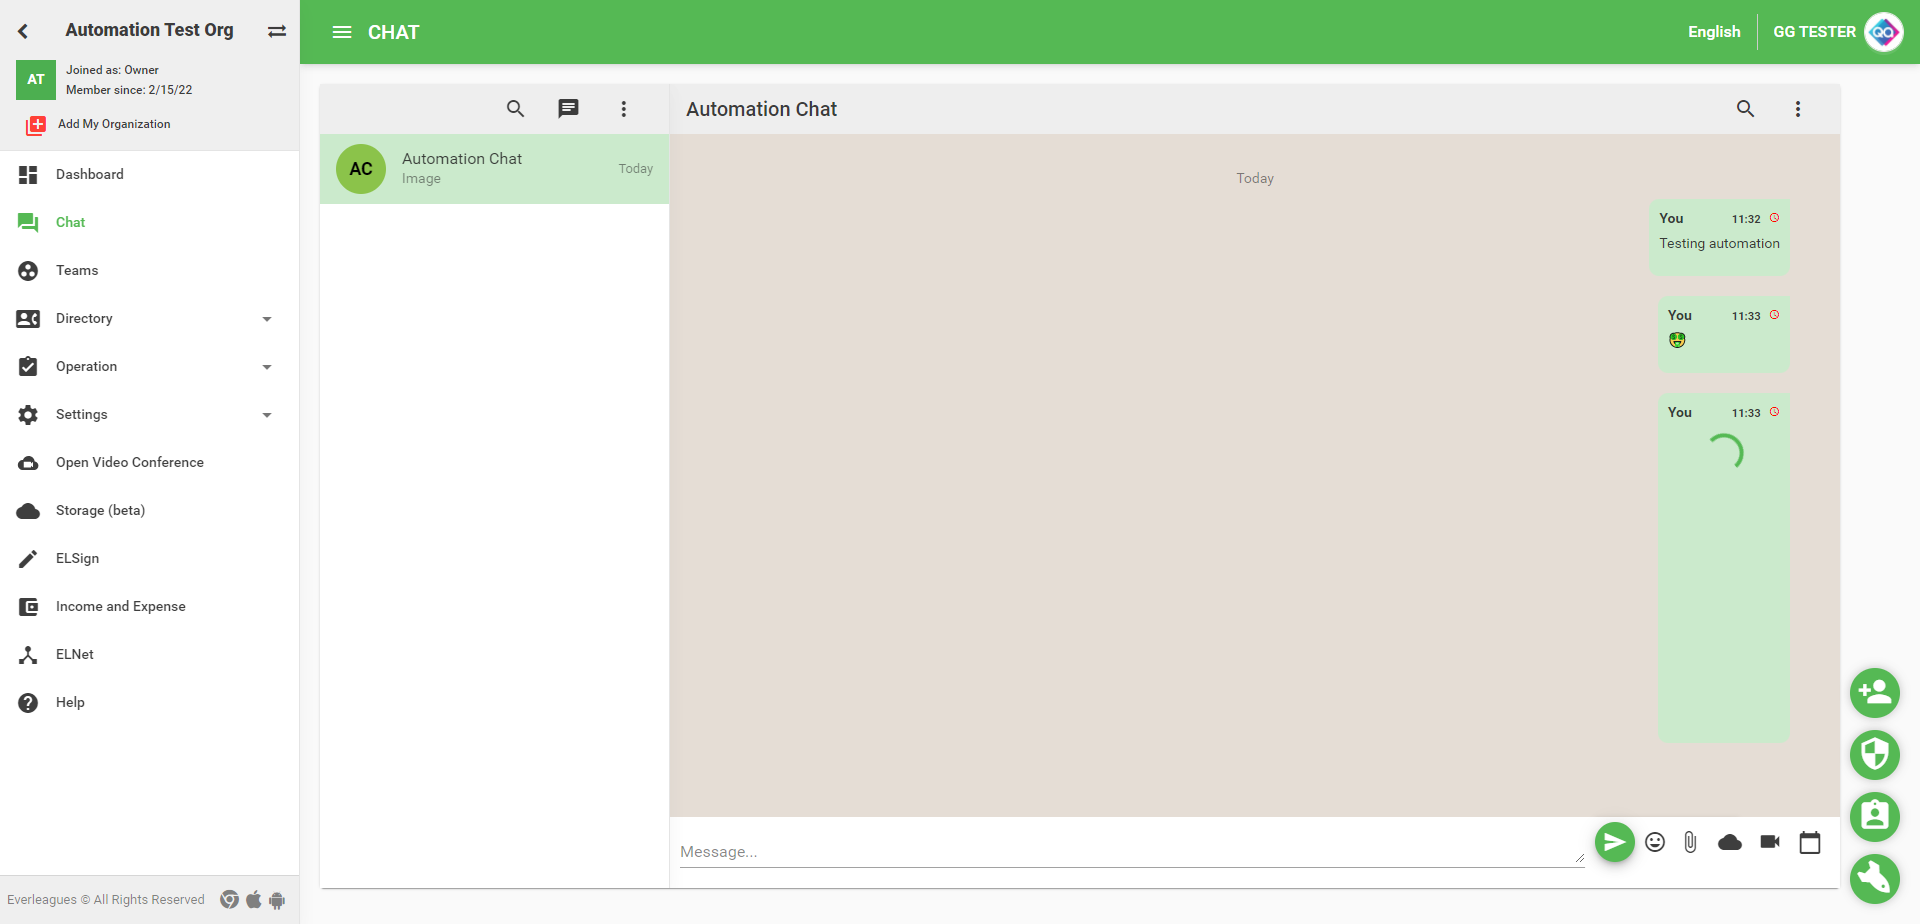 Automation Test Org
AT
Joined as: Owner
Member since: 2/15/22
Add My Organization
Dashboard
Chat
Teams
Directory
Operation
Settings
Open Video Conference
Storage (beta)
ELSign
Income and Expense
ELNet
Help
Everleagues © All Rights Reserved
CHAT
English
GG TESTER
QA
Automation Chat
AC
Automation Chat
Image
Today
Today
You 11:32
Testing automation
You 11:33
You 11:33
Message...